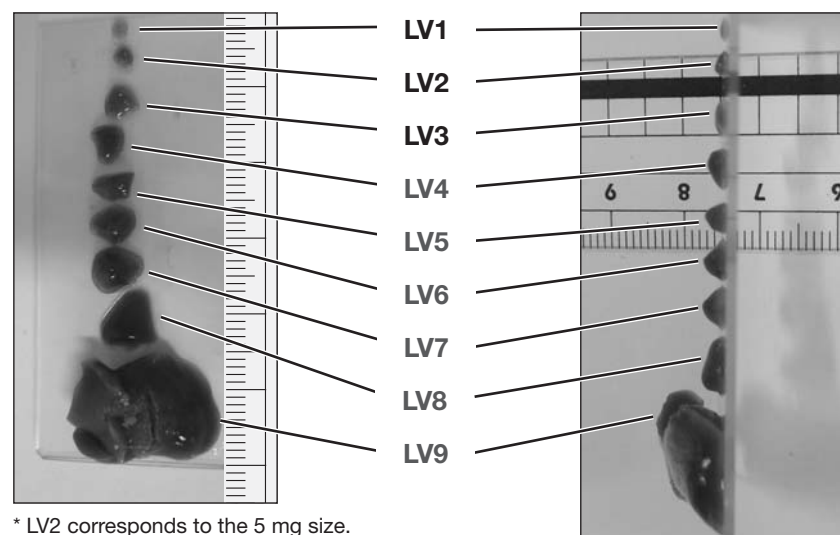 LV1
LV2
LV3
LV4
LV5
LV6
LV7
LV8
LV9
9 8 7 6
* LV2 corresponds to the 5 mg size.